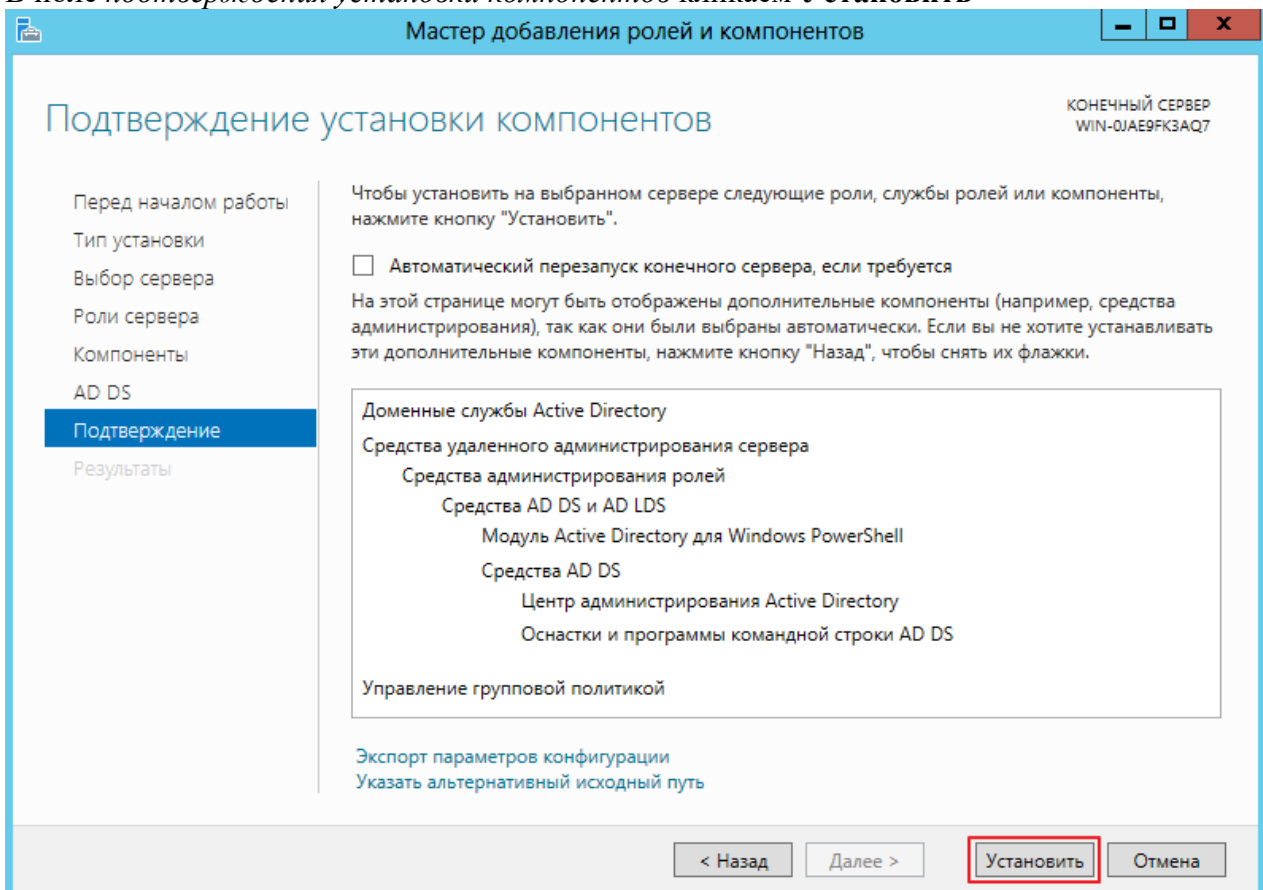 В поле подтверждения установки компонентов кликаем Установить
Мастер добавления ролей и компонентов
Подтверждение установки компонентов
КОНЕЧНЫЙ СЕРВЕР
WIN-0JAE9FK3AQ7
Перед началом работы
Тип установки
Выбор сервера
Роли сервера
Компоненты
AD DS
Подтверждение
Результаты
Чтобы установить на выбранном сервере следующие роли, службы ролей или компоненты,
нажмите кнопку "Установить".
Автоматический перезапуск конечного сервера, если требуется
На этой странице могут быть отображены дополнительные компоненты (например, средства
администрирования), так как они были выбраны автоматически. Если вы не хотите устанавливать
эти дополнительные компоненты, нажмите кнопку "Назад", чтобы снять их флажки.
Доменные службы Active Directory
Средства удаленного администрирования сервера
Средства администрирования ролей
Средства AD DS и AD LDS
Модуль Active Directory для Windows PowerShell
Средства AD DS
Центр администрирования Active Directory
Оснастки и программы командной строки AD DS
Управление групповой политикой
Экспорт параметров конфигурации
Указать альтернативный исходный путь
< Назад
Далее >
Установить
Отмена